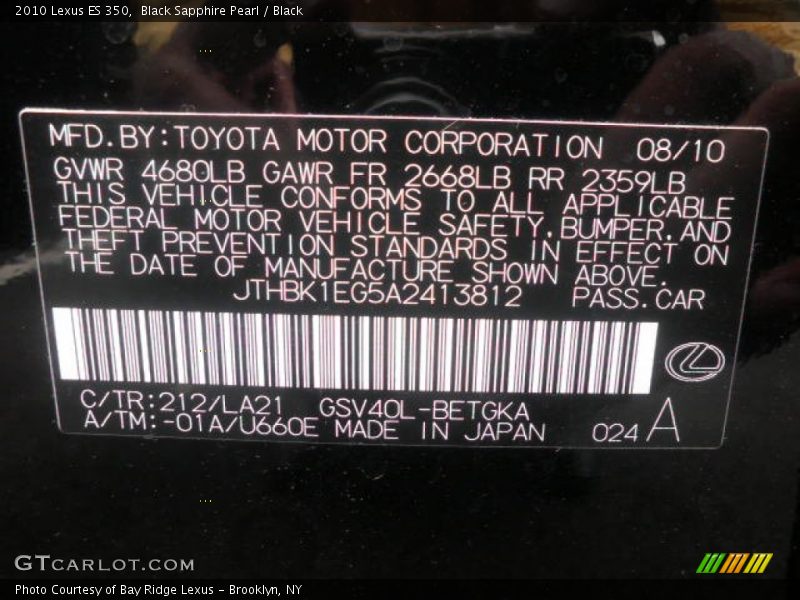 2010 Lexus ES 350, Black Sapphire Pearl / Black
MFD.BY:TOYOTA MOTOR CORPORATION 08/10
GVWR 4680LB GAWR FR 2668LB RR 2359LB
THIS VEHICLE CONFORMS TO ALL APPLICABLE
FEDERAL MOTOR VEHICLE SAFETY,BUMPER,AND
THEFT PREVENTION STANDARDS IN EFFECT ON
THE DATE OF MANUFACTURE SHOWN ABOVE.
JTHBK1EG5A2413812 PASS.CAR
C/TR:212/LA21 GSV40L-BETGKA
A/TM:-01A/U660E MADE IN JAPAN 024 A
GTCARLOT.COM
Photo Courtesy of Bay Ridge Lexus - Brooklyn, NY